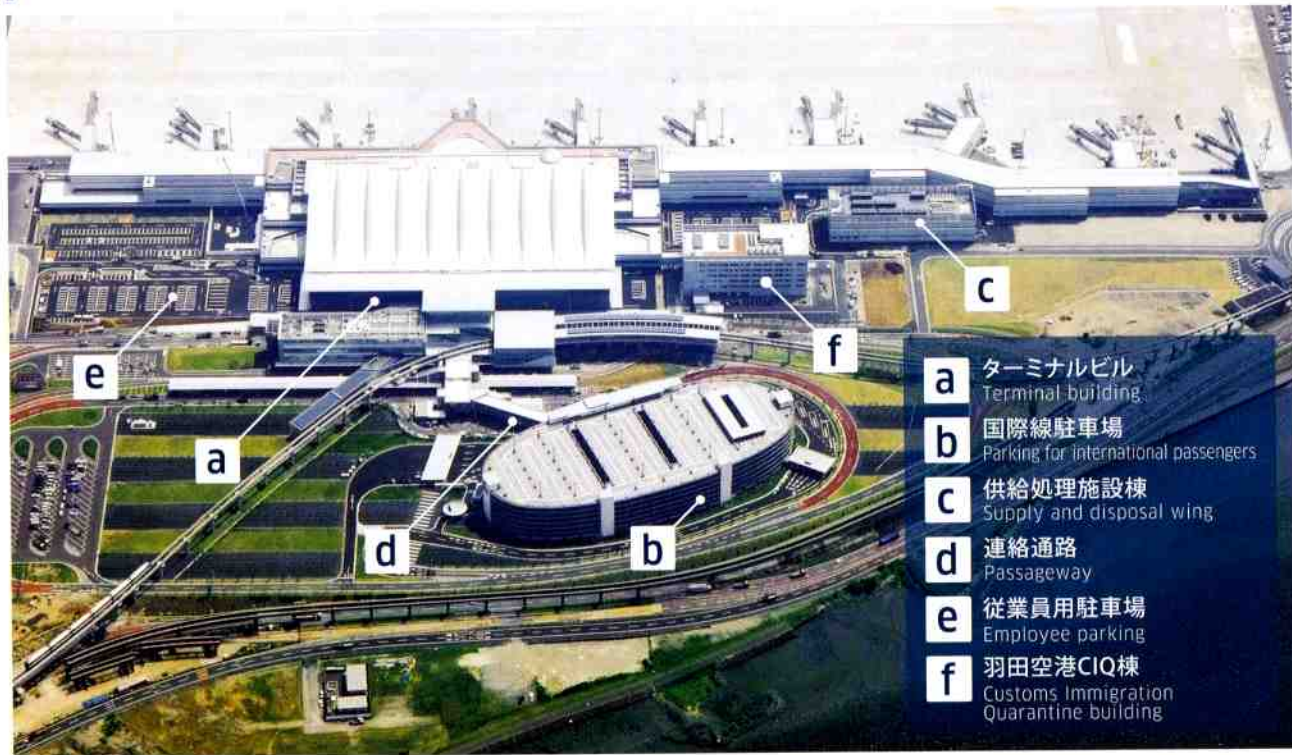 e
a
d
b
f
c
a
ターミナルビル
Terminal building
b
国際線駐車場
Parking for international passengers
c
供給処理施設棟
Supply and disposal wing
d
連絡通路
Passageway
e
従業員用駐車場
Employee parking
f
羽田空港CIQ棟
Customs Immigration
Quarantine building